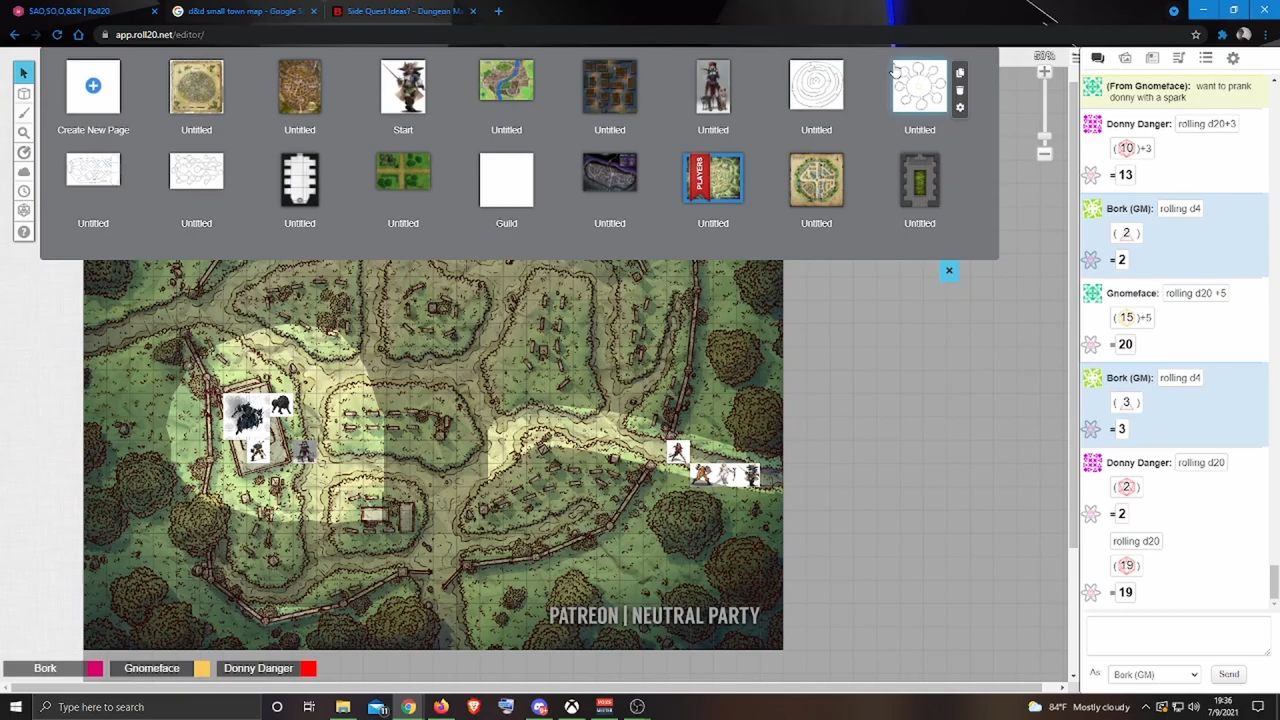 SAO,SO,O,&SK | Roll20
d&d small town map - Google S
Side Quest Ideas? - Dungeon Ma
app.roll20.net/editor/
Create New Page
Untitled
Untitled
Start
Untitled
Untitled
Untitled
Untitled
Untitled
PLAYERS
Untitled
Untitled
Untitled
Untitled
Guild
Untitled
Untitled
Untitled
Untitled
PATREON | NEUTRAL PARTY
Bork
Gnomeface
Donny Danger
(From Gnomeface): want to prank
donny with a spark
Donny Danger: rolling d20+3
(10)+3
=13
Bork (GM): rolling d4
(2)
=2
Gnomeface: rolling d20 +5
(15)+5
=20
Bork (GM): rolling d4
(3)
=3
Donny Danger: rolling d20
(2)
=2
rolling d20
(19)
=19
As: Bork (GM) Send
Type here to search
11
84°F Mostly cloudy
19:36
7/9/2021